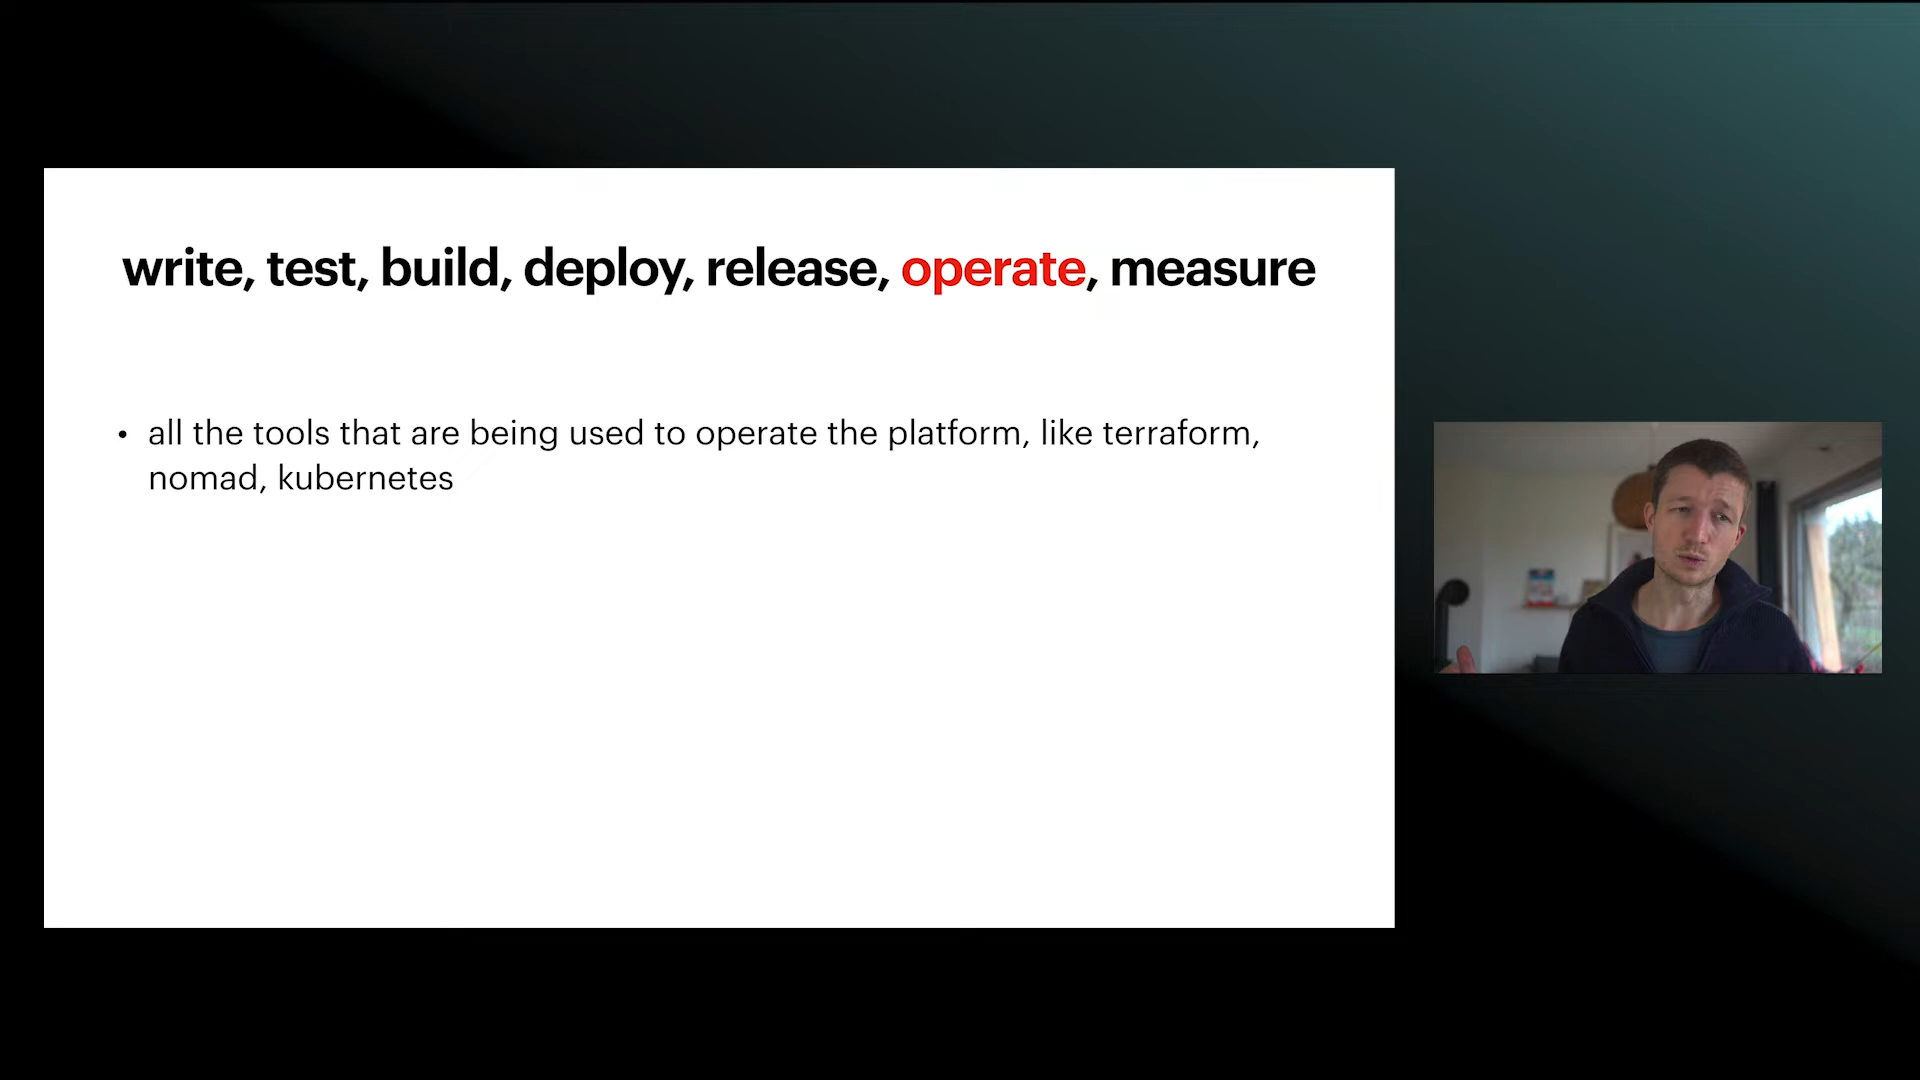 write, test, build, deploy, release, operate, measure
• all the tools that are being used to operate the platform, like terraform,
nomad, kubernetes